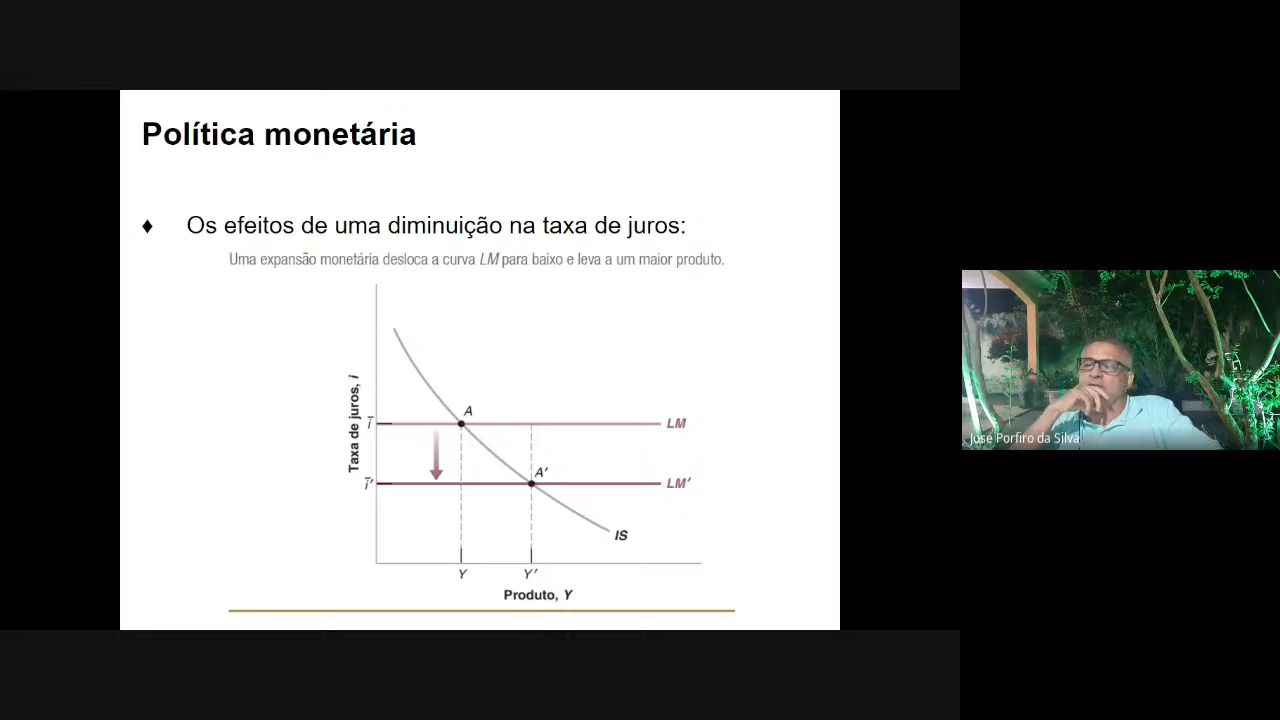 Política monetária
♦ Os efeitos de uma diminuição na taxa de juros:
Uma expansão monetária desloca a curva LM para baixo e leva a um maior produto.
Taxa de juros, i
A
i̅
LM
A′
i̅′
LM′
IS
Y
Y′
Produto, Y
José Porfiro da Silva